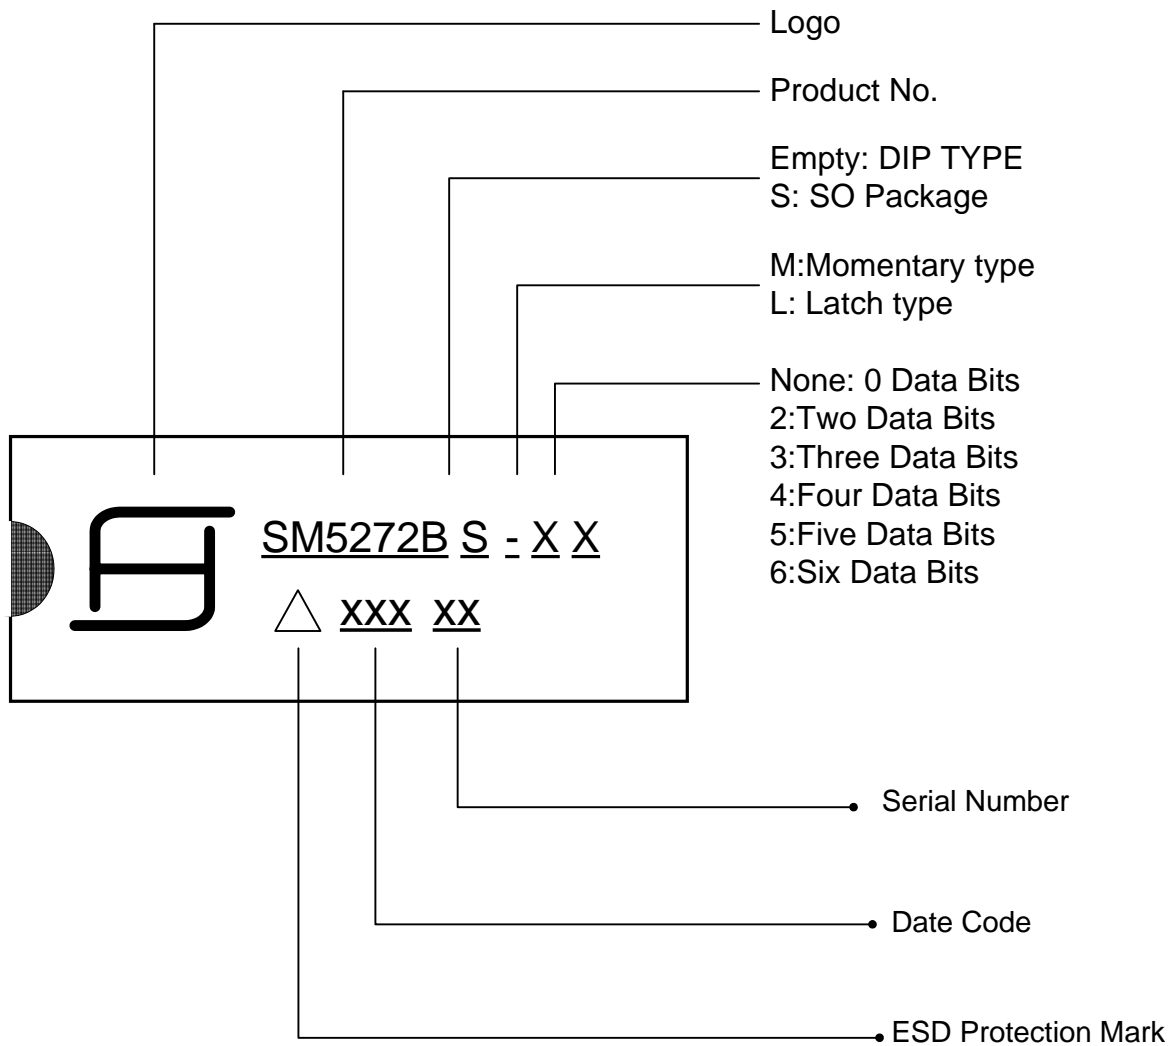 Logo
Product No.
Empty: DIP TYPE
S: SO Package
M:Momentary type
L: Latch type
None: 0 Data Bits
2:Two Data Bits
3:Three Data Bits
4:Four Data Bits
5:Five Data Bits
6:Six Data Bits
SM5272B S - X X
xxx xx
Serial Number
Date Code
ESD Protection Mark